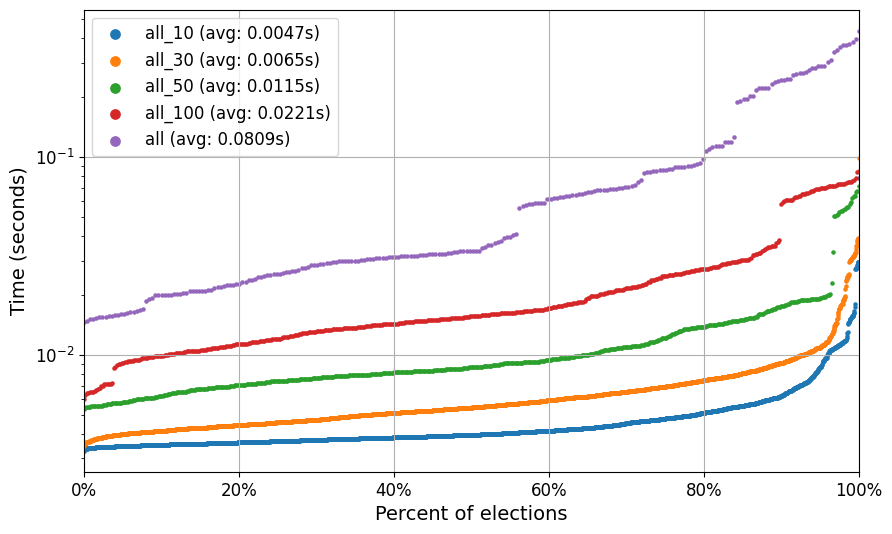 all_10 (avg: 0.0047s)
all_30 (avg: 0.0065s)
all_50 (avg: 0.0115s)
all_100 (avg: 0.0221s)
all (avg: 0.0809s)
Time (seconds)
10⁻¹
10⁻²
0% 20% 40% 60% 80% 100%
Percent of elections